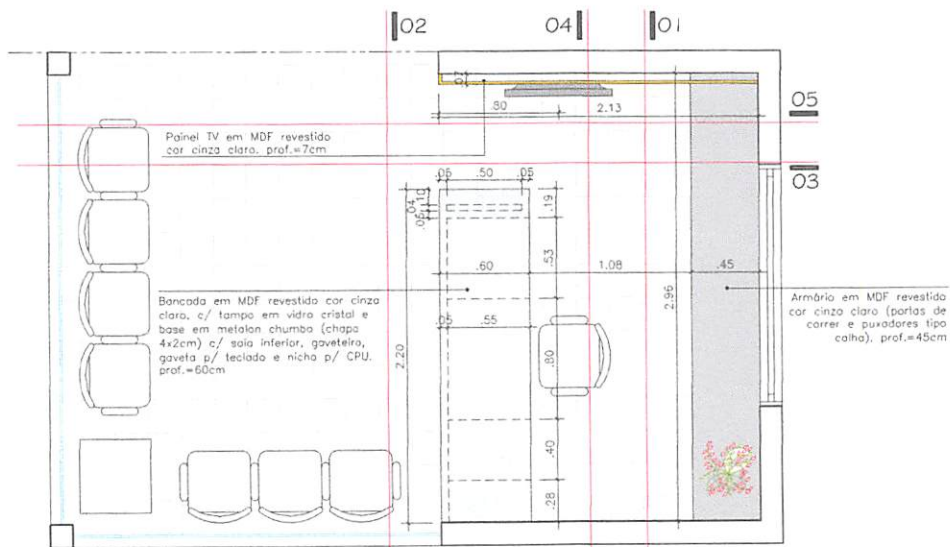 02
04
01
05
03
.07
.80
2.13
Painel TV em MDF revestido
cor cinza claro. prof.=7cm
.05
.50
.05
.04
.10
.05
.19
.53
.60
1.08
.45
2.96
.05
.55
2.20
.80
.40
.28
Bancada em MDF revestido cor cinza
claro, c/ tampo em vidro cristal e
base em metalon chumbo (chapa
4x2cm) c/ saia inferior, gaveteiro,
gaveta p/ teclado e nicho p/ CPU.
prof.=60cm
Armário em MDF revestido
cor cinza claro (portas de
correr e puxadores tipo
calha). prof.=45cm